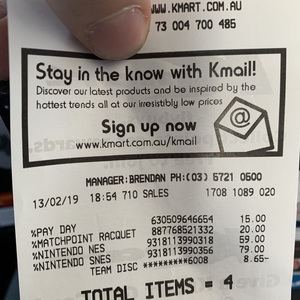 WWW.KMART.COM.AU
73 004 700 485
Stay in the know with Kmail!
Discover our latest products and be inspired by the
hottest trends all at our irresistibly low prices
@
Sign up now
www.kmart.com.au/kmail
MANAGER:BRENDAN PH:(03) 5721 0600
13/02/19 18:54 710 SALES 1708 1089 020
%PAY DAY 630509646654 15.00
%MATCHPOINT RACQUET 887768521332 20.00
%NINTENDO NES 9318113990318 59.00
%NINTENDO SNES 9318113990356 79.00
TEAM DISC *********6008 8.65-
TOTAL ITEMS = 4